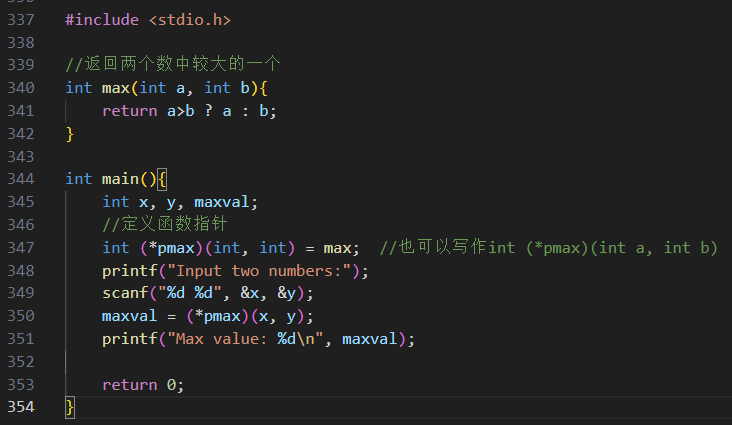 337 #include <stdio.h>
338
339 //返回两个数中较大的一个
340 int max(int a, int b){
341     return a>b ? a : b;
342 }
343
344 int main(){
345     int x, y, maxval;
346     //定义函数指针
347     int (*pmax)(int, int) = max;  //也可以写作int (*pmax)(int a, int b)
348     printf("Input two numbers:");
349     scanf("%d %d", &x, &y);
350     maxval = (*pmax)(x, y);
351     printf("Max value: %d\n", maxval);
352
353     return 0;
354 }